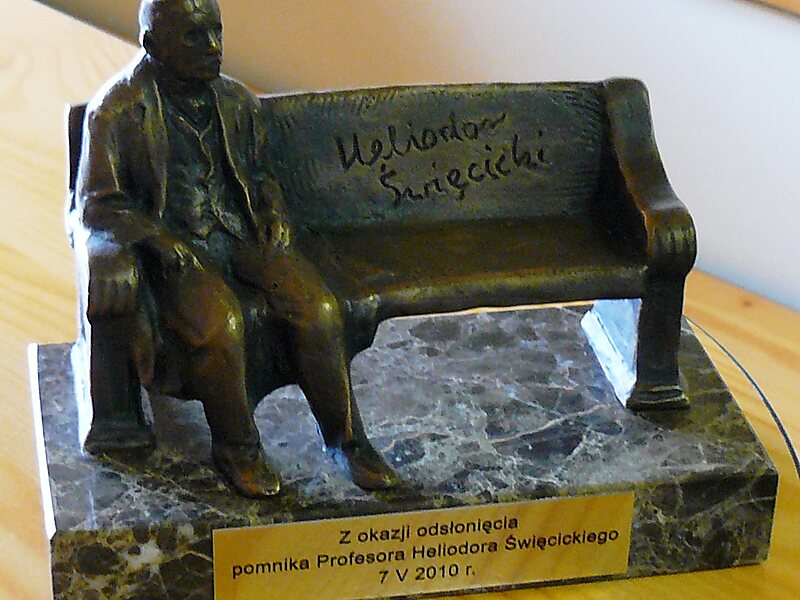 Heliodor
Święcicki
Z okazji odsłonięcia
pomnika Profesora Heliodora Święcickiego
7 V 2010 r.